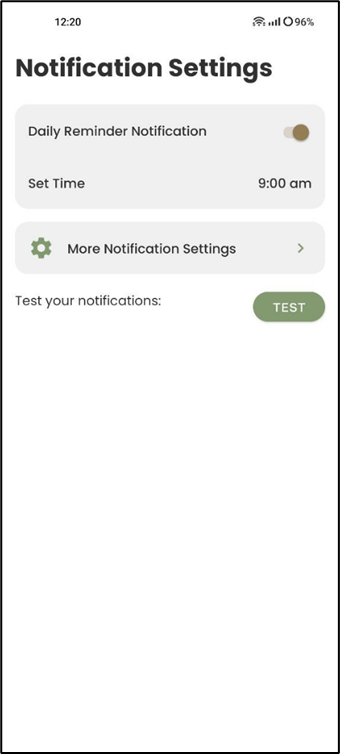 12:20 96%
Notification Settings
Daily Reminder Notification
Set Time 9:00 am
More Notification Settings
Test your notifications: TEST